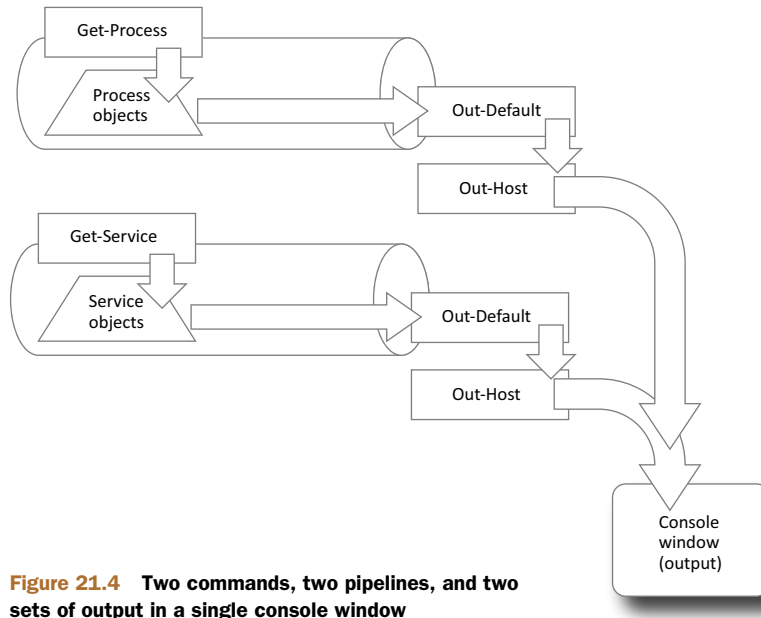 Get-Process
Process
objects
Out-Default
Out-Host
Get-Service
Service
objects
Out-Default
Out-Host
Console
window
(output)
Figure 21.4 Two commands, two pipelines, and two
sets of output in a single console window